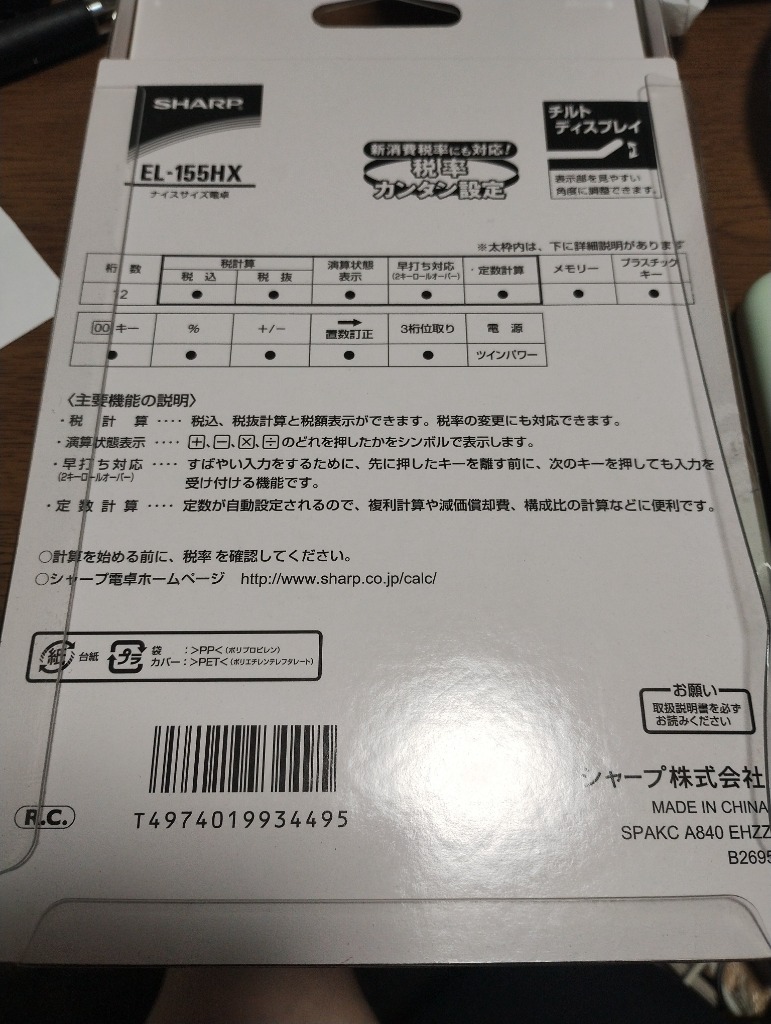 SHARP
EL-155HX
ナイスサイズ電卓
新消費税率にも対応!
税率
カンタン設定
チルト
ディスプレイ
表示部を見やすい
角度に調整できます。
※太枠内は、下に詳細説明があります
桁 数 税計算 演算状態 早打ち対応 ・定数計算 メモリー プラスチック
税 込 税 抜 表示 (2キーロールオーバー) キー
12 ● ● ● ● ● ● ●
00 キー % +/− → 3桁位取り 電 源
置数訂正
● ● ● ● ● ツインパワー
〈主要機能の説明〉
・税 計 算 ‥‥ 税込、税抜計算と税額表示ができます。税率の変更にも対応できます。
・演算状態表示 ‥‥ +、−、×、÷のどれを押したかをシンボルで表示します。
・早打ち対応 ‥‥ すばやい入力をするために、先に押したキーを離す前に、次のキーを押しても入力を
(2キーロールオーバー) 受け付ける機能です。
・定 数 計 算 ‥‥ 定数が自動設定されるので、複利計算や減価償却費、構成比の計算などに便利です。
○計算を始める前に、税率を確認してください。
○シャープ電卓ホームページ http://www.sharp.co.jp/calc/
紙 台紙 プラ 袋 :>PP<(ポリプロピレン)
カバー:>PET<(ポリエチレンテレフタレート)
お願い
取扱説明書を必ず
お読みください
T4974019934495
R.C.
シャープ株式会社
MADE IN CHINA
SPAKC A840 EHZZ
B2695